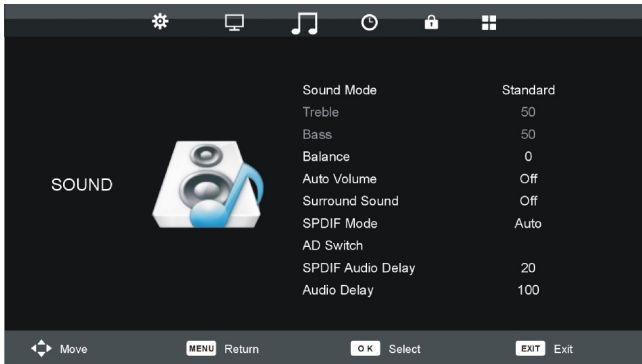 Sound Mode Standard
Treble 50
Bass 50
Balance 0
SOUND
Auto Volume Off
Surround Sound Off
SPDIF Mode Auto
AD Switch
SPDIF Audio Delay 20
Audio Delay 100
Move MENU Return OK Select EXIT Exit